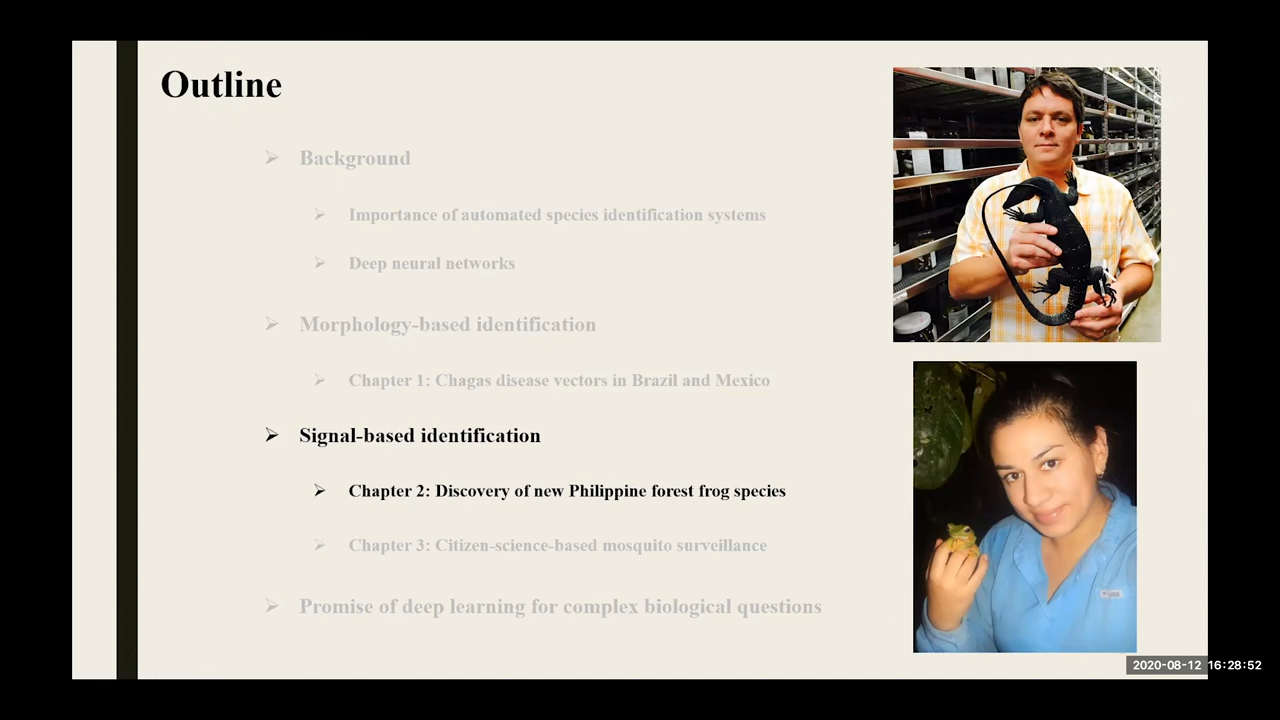 Outline
Background
Importance of automated species identification systems
Deep neural networks
Morphology-based identification
Chapter 1: Chagas disease vectors in Brazil and Mexico
Signal-based identification
Chapter 2: Discovery of new Philippine forest frog species
Chapter 3: Citizen-science-based mosquito surveillance
Promise of deep learning for complex biological questions
2020-08-12 16:28:52